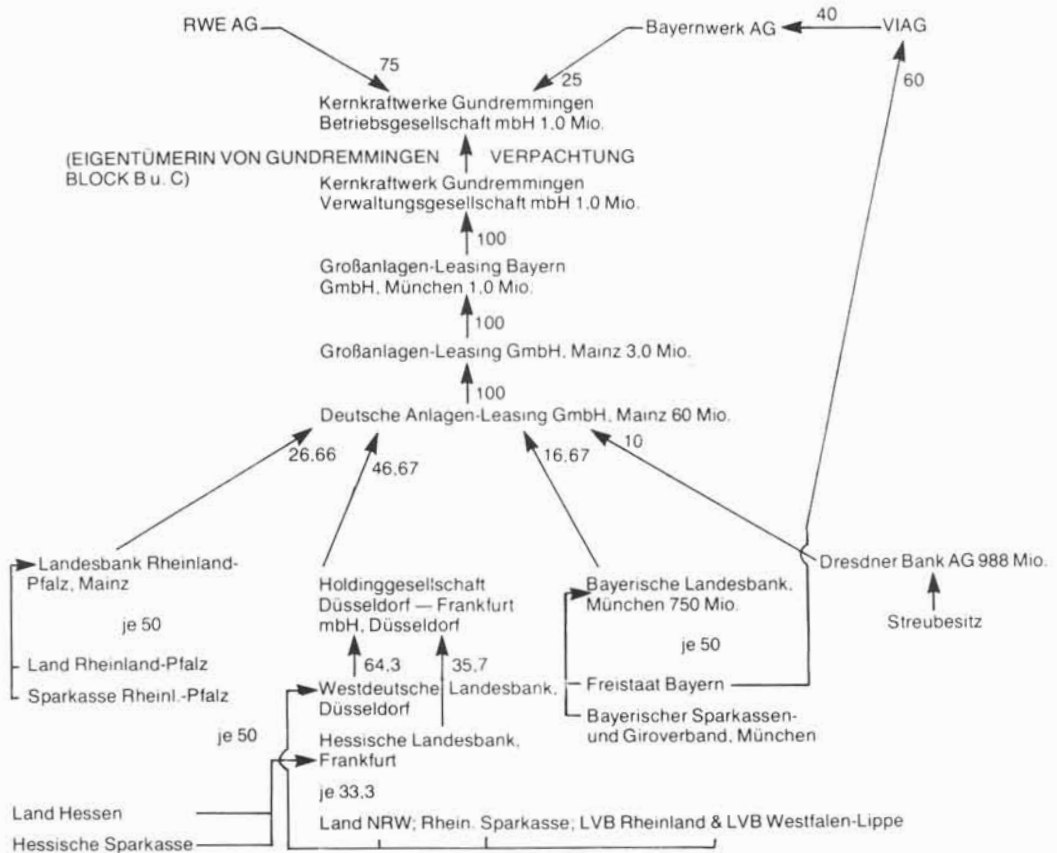 RWE AG
Bayernwerk AG
40
VIAG
75
25
60
Kernkraftwerke Gundremmingen
Betriebsgesellschaft mbH 1,0 Mio.
(EIGENTÜMERIN VON GUNDREMMINGEN
BLOCK B u. C)
VERPACHTUNG
Kernkraftwerk Gundremmingen
Verwaltungsgesellschaft mbH 1,0 Mio.
100
Großanlagen-Leasing Bayern
GmbH, München 1,0 Mio.
100
Großanlagen-Leasing GmbH, Mainz 3,0 Mio.
100
Deutsche Anlagen-Leasing GmbH, Mainz 60 Mio.
26,66
46,67
16,67
10
Landesbank Rheinland-
Pfalz, Mainz
je 50
Land Rheinland-Pfalz
Sparkasse Rheinl.-Pfalz
Holdinggesellschaft
Düsseldorf — Frankfurt
mbH, Düsseldorf
64,3
35,7
Westdeutsche Landesbank,
Düsseldorf
je 50
Hessische Landesbank,
Frankfurt
je 33,3
Bayerische Landesbank,
München 750 Mio.
je 50
Freistaat Bayern
Bayerischer Sparkassen-
und Giroverband, München
Dresdner Bank AG 988 Mio.
Streubesitz
Land Hessen
Hessische Sparkasse
Land NRW; Rhein. Sparkasse; LVB Rheinland & LVB Westfalen-Lippe